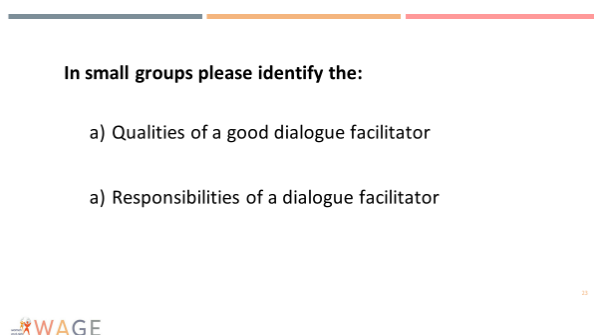 In small groups please identify the:
a) Qualities of a good dialogue facilitator
a) Responsibilities of a dialogue facilitator
WAGE